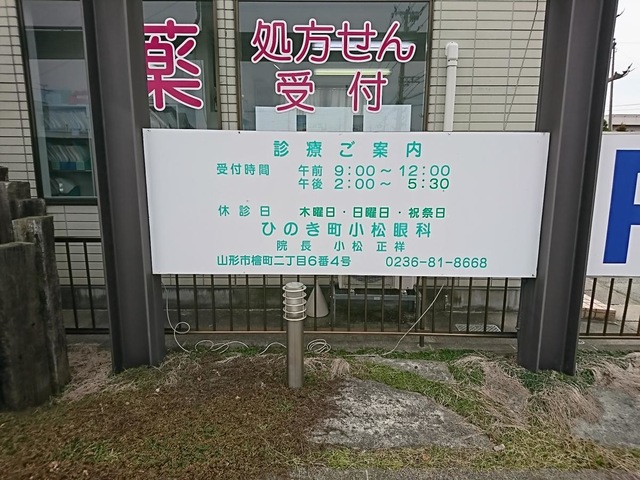 薬
処方せん
受付
診療ご案内
受付時間 午前 9:00～12:00
午後 2:00～ 5:30
休診日 木曜日・日曜日・祝祭日
ひのき町小松眼科
院長 小松 正祥
山形市檜町二丁目6番4号 0236-81-8668
P